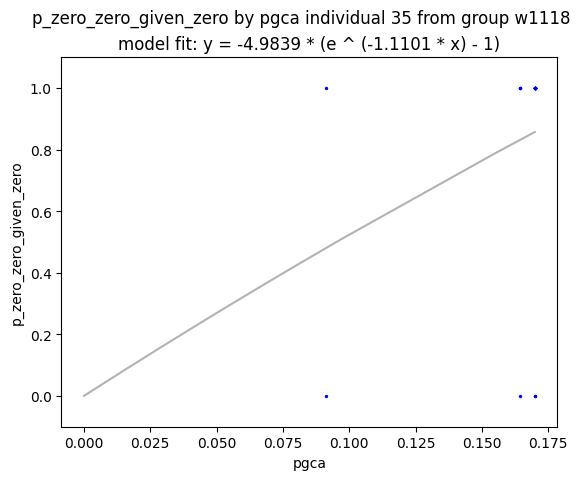 p_zero_zero_given_zero by pgca individual 35 from group w1118
model fit: y = -4.9839 * (e ^ (-1.1101 * x) - 1)
1.0
0.8
0.6
0.4
0.2
0.0
p_zero_zero_given_zero
0.000 0.025 0.050 0.075 0.100 0.125 0.150 0.175
pgca